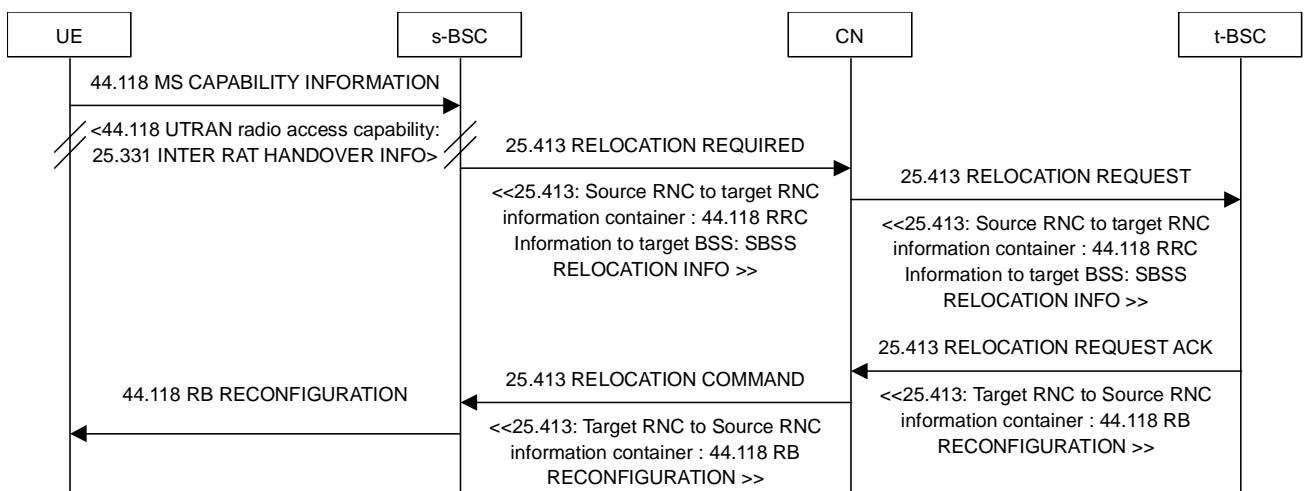 UE
s-BSC
CN
t-BSC
44.118 MS CAPABILITY INFORMATION
<44.118 UTRAN radio access capability:
25.331 INTER RAT HANDOVER INFO>
25.413 RELOCATION REQUIRED
<<25.413: Source RNC to target RNC
information container : 44.118 RRC
Information to target BSS: SBSS
RELOCATION INFO >>
25.413 RELOCATION REQUEST
<<25.413: Source RNC to target RNC
information container : 44.118 RRC
Information to target BSS: SBSS
RELOCATION INFO >>
25.413 RELOCATION REQUEST ACK
<<25.413: Target RNC to Source RNC
information container : 44.118 RB
RECONFIGURATION >>
25.413 RELOCATION COMMAND
<<25.413: Target RNC to Source RNC
information container : 44.118 RB
RECONFIGURATION >>
44.118 RB RECONFIGURATION